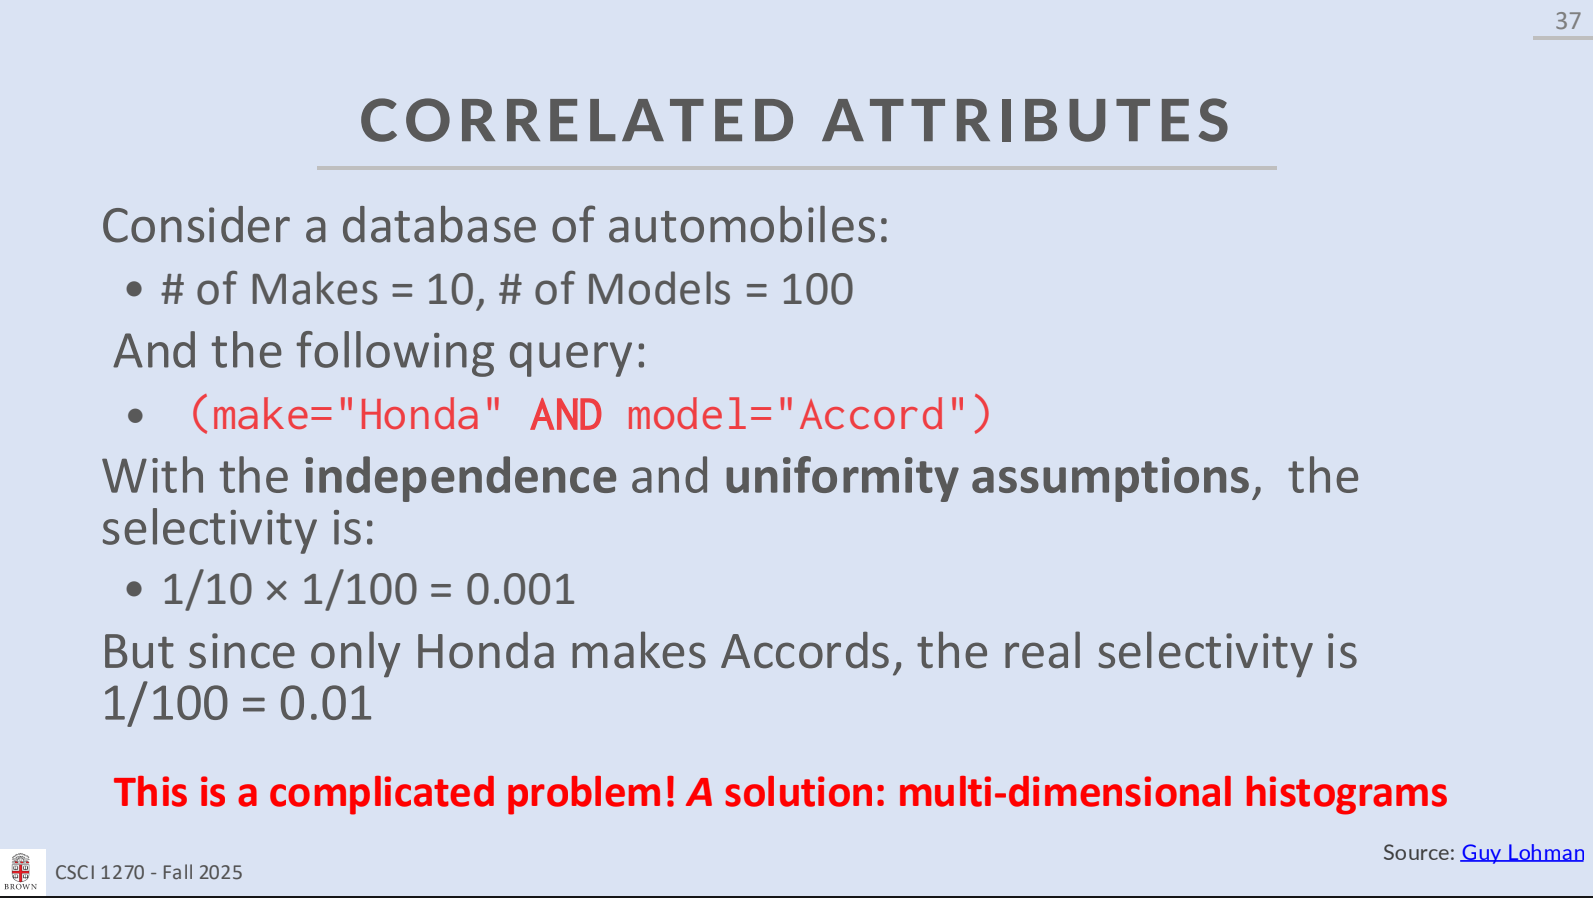 37
CORRELATED ATTRIBUTES
Consider a database of automobiles:
• # of Makes = 10, # of Models = 100
And the following query:
• (make="Honda" AND model="Accord")
With the independence and uniformity assumptions, the
selectivity is:
• 1/10 × 1/100 = 0.001
But since only Honda makes Accords, the real selectivity is
1/100 = 0.01
This is a complicated problem! A solution: multi-dimensional histograms
Source: Guy Lohman
CSCI 1270 - Fall 2025
BROWN